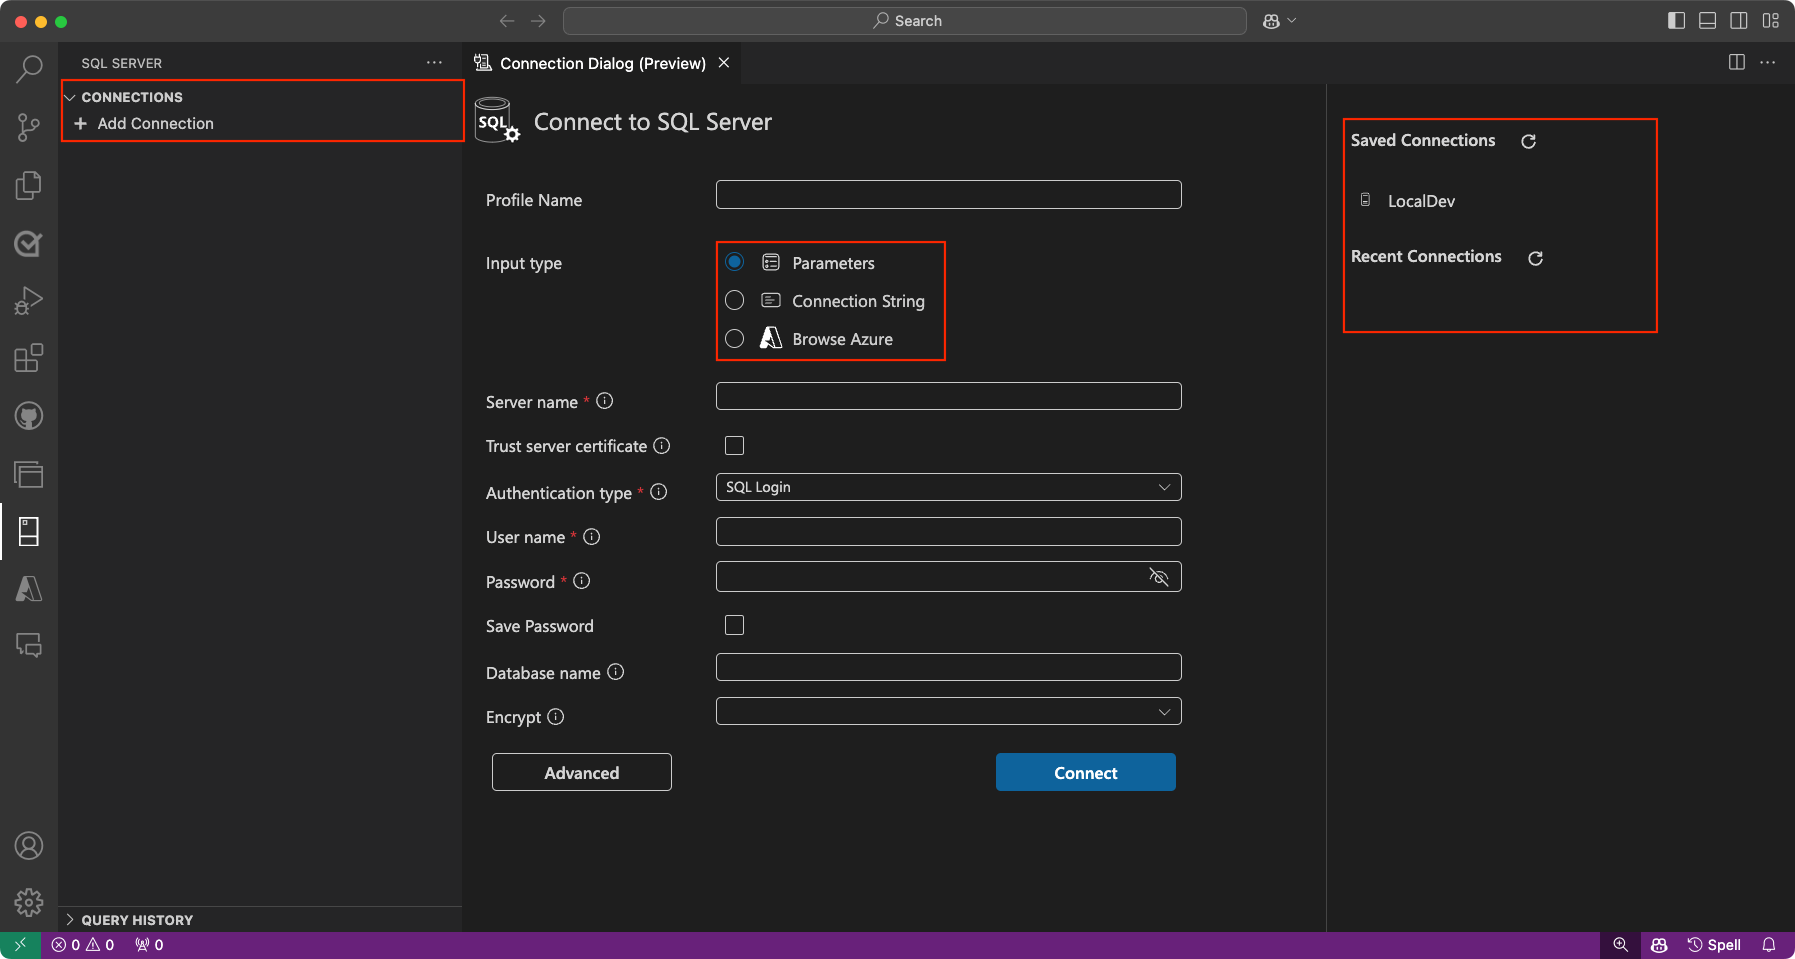 Search
SQL SERVER
CONNECTIONS
Add Connection
Connection Dialog (Preview)
SQL
Connect to SQL Server
Profile Name
Input type
Parameters
Connection String
Browse Azure
Server name *
Trust server certificate
Authentication type *
SQL Login
User name *
Password *
Save Password
Database name
Encrypt
Advanced
Connect
Saved Connections
LocalDev
Recent Connections
QUERY HISTORY
0 0 0
Spell